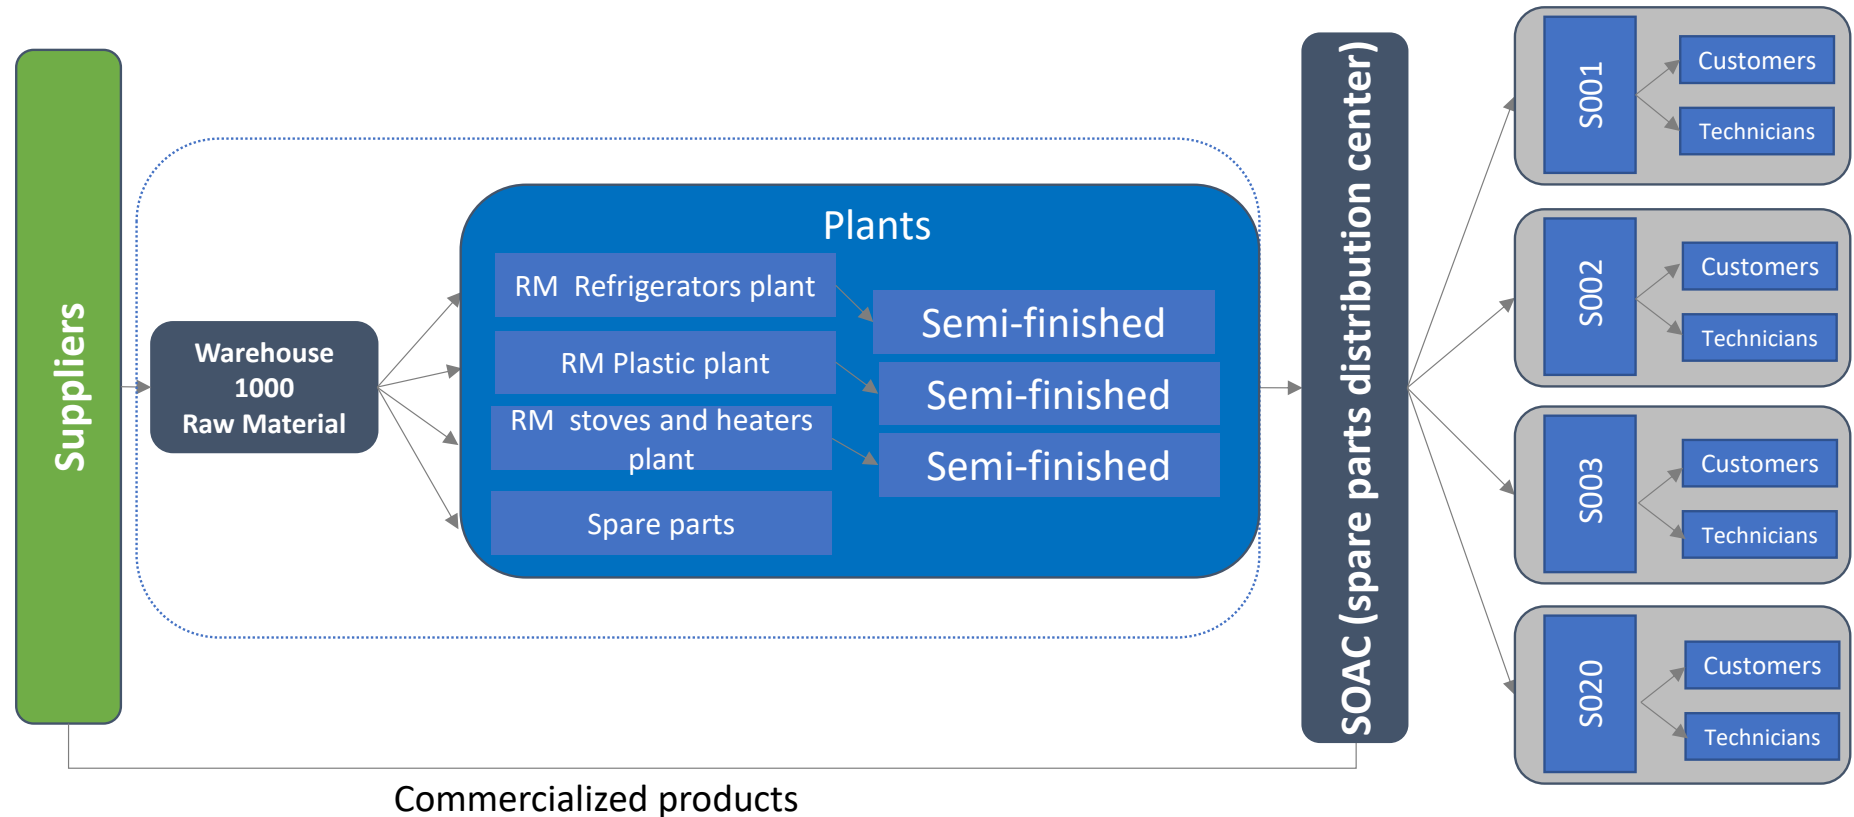 Suppliers
Warehouse
1000
Raw Material
Plants
RM  Refrigerators plant
Semi-finished
RM Plastic plant
Semi-finished
RM  stoves and heaters
plant
Semi-finished
Spare parts
SOAC (spare parts distribution center)
S001
Customers
Technicians
S002
Customers
Technicians
S003
Customers
Technicians
S020
Customers
Technicians
Commercialized products